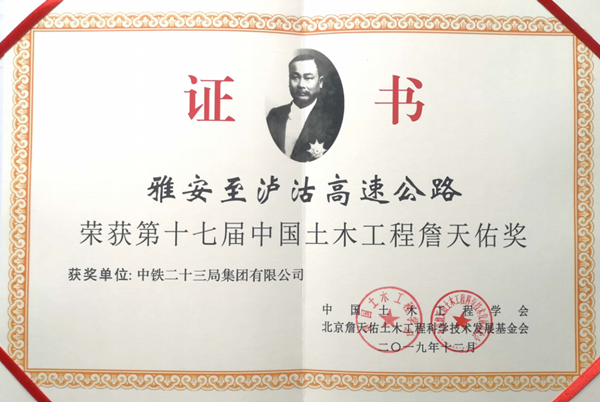 证书
雅安至泸沽高速公路
荣获第十七届中国土木工程詹天佑奖
获奖单位: 中铁二十三局集团有限公司
中国土木工程学会
北京詹天佑土木工程科学技术发展基金会
二〇一九年十二月